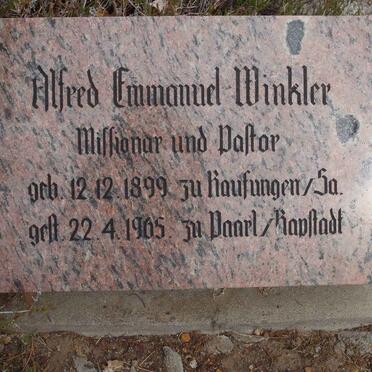 Alfred Emmanuel Winkler
Missionar und Pastor
geb. 12.12.1899 zu Kaufungen/Sa.
gest. 22.4.1965 zu Paarl/Kapstadt